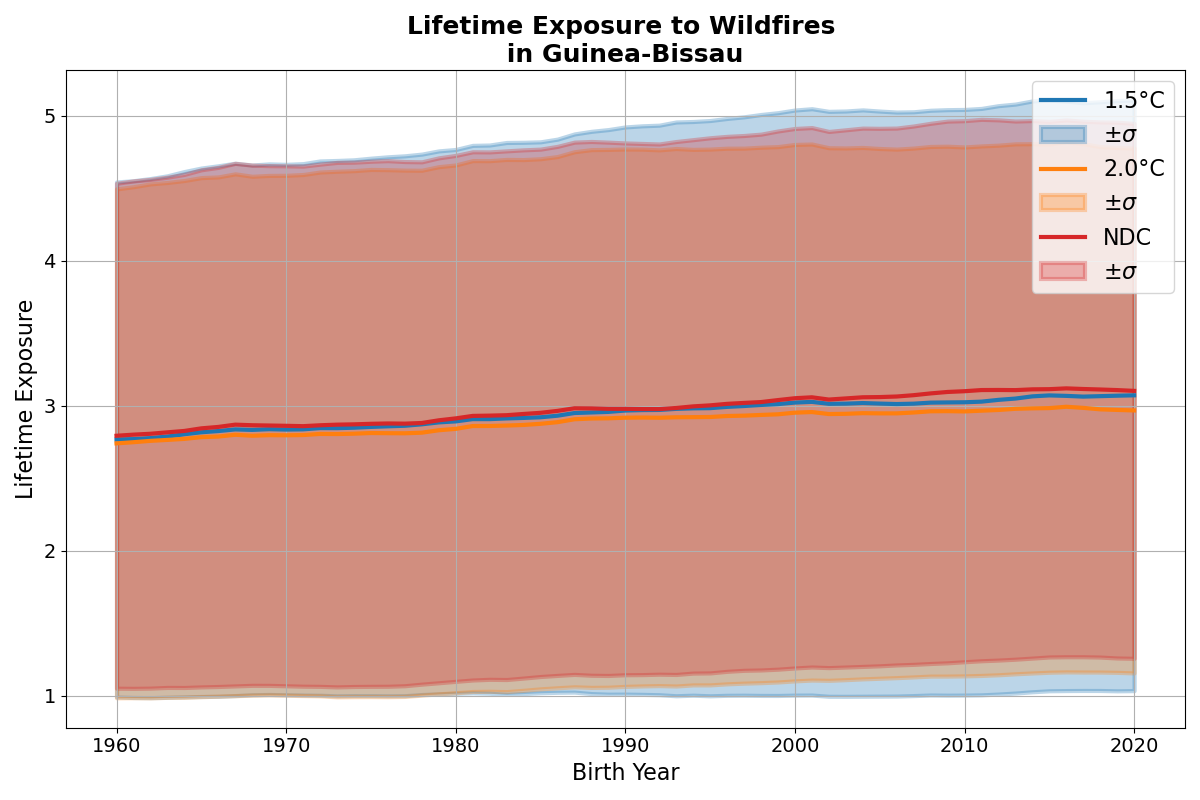 Lifetime Exposure to Wildfires
in Guinea-Bissau
Lifetime Exposure
5
4
3
2
1
1.5°C
±σ
2.0°C
±σ
NDC
±σ
1960 1970 1980 1990 2000 2010 2020
Birth Year